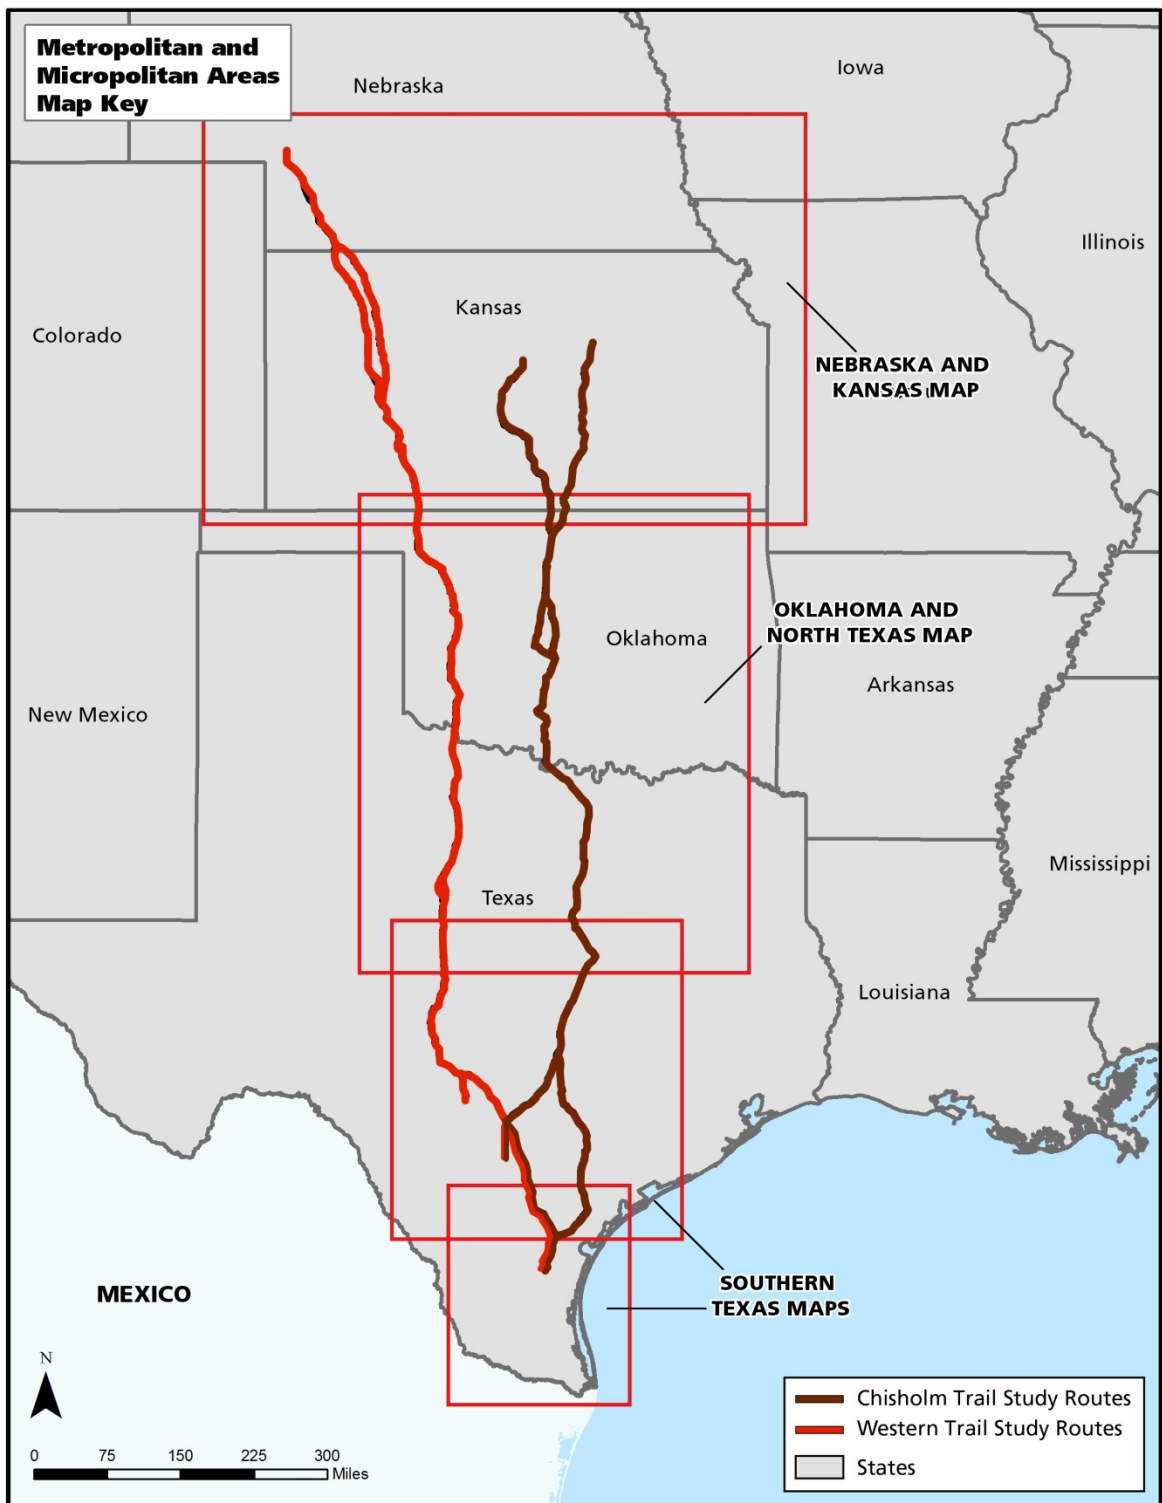 Metropolitan and
Micropolitan Areas
Map Key
Nebraska
Iowa
Illinois
Colorado
Kansas
NEBRASKA AND
KANSAS MAP
OKLAHOMA AND
NORTH TEXAS MAP
Oklahoma
Arkansas
New Mexico
Mississippi
Texas
Louisiana
SOUTHERN
TEXAS MAPS
MEXICO
N
0 75 150 225 300
Miles
Chisholm Trail Study Routes
Western Trail Study Routes
States